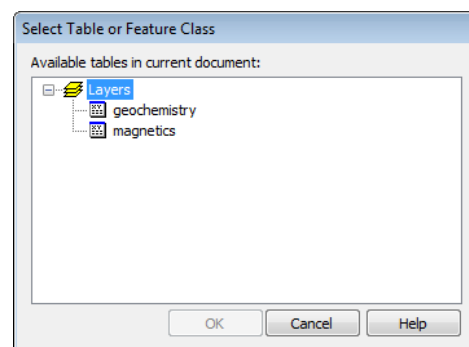 Select Table or Feature Class
Available tables in current document:
Layers
geochemistry
magnetics
OK Cancel Help